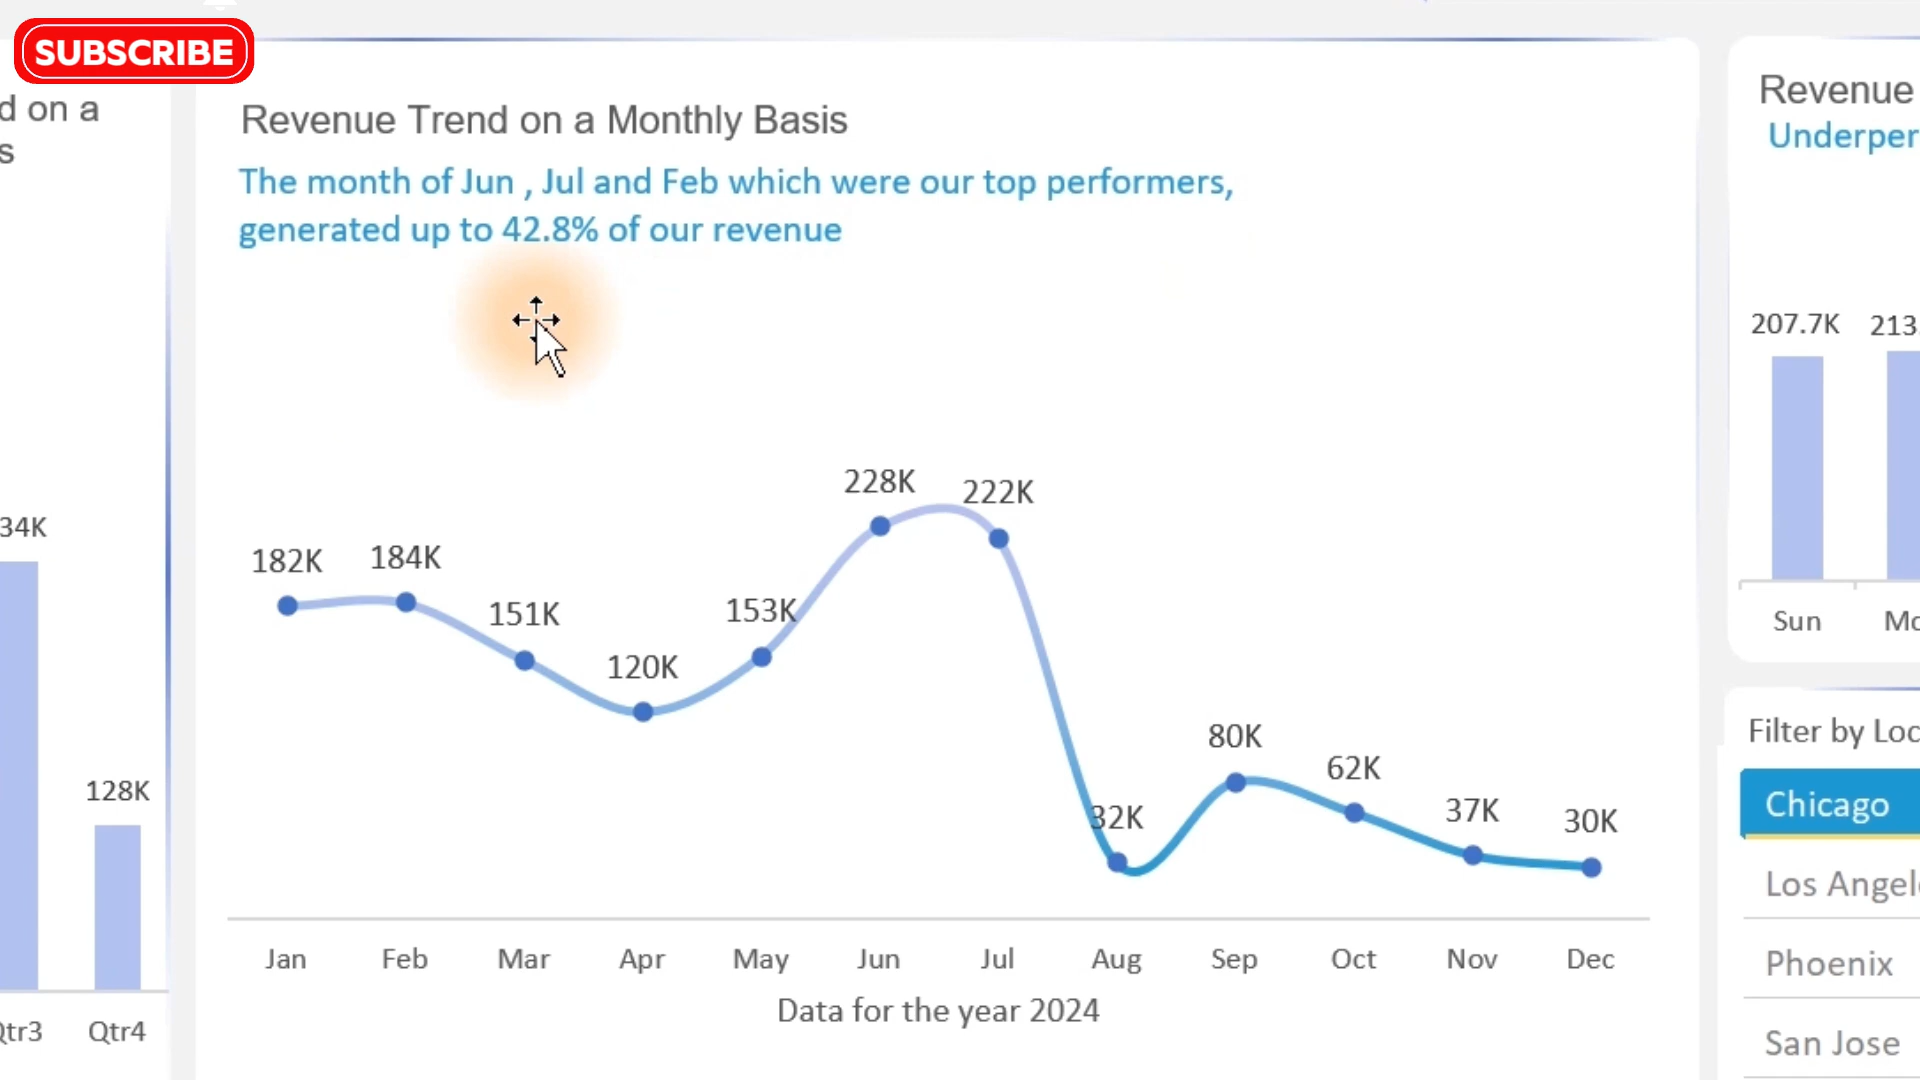 SUBSCRIBE
d on a
s
34K
128K
Qtr3
Qtr4
Revenue Trend on a Monthly Basis
The month of Jun , Jul and Feb which were our top performers,
generated up to 42.8% of our revenue
182K 184K 151K 120K 153K 228K 222K 32K 80K 62K 37K 30K
Jan Feb Mar Apr May Jun Jul Aug Sep Oct Nov Dec
Data for the year 2024
Revenue
Underper
207.7K 213.
Sun Mo
Filter by Loc
Chicago
Los Angele
Phoenix
San Jose